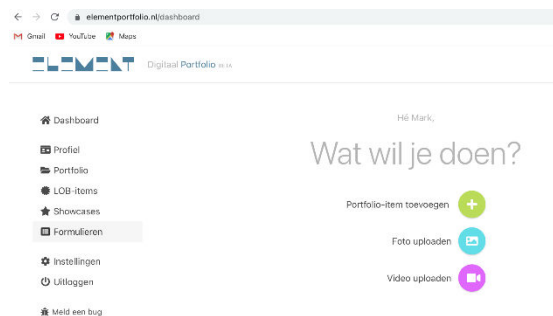 elementportfolio.nl/dashboard
Gmail YouTube Maps
ELEMENT Digitaal Portfolio BETA
Dashboard
Profiel
Portfolio
LOB-items
Showcases
Formulieren
Instellingen
Uitloggen
Meld een bug
Hé Mark,
Wat wil je doen?
Portfolio-item toevoegen
Foto uploaden
Video uploaden